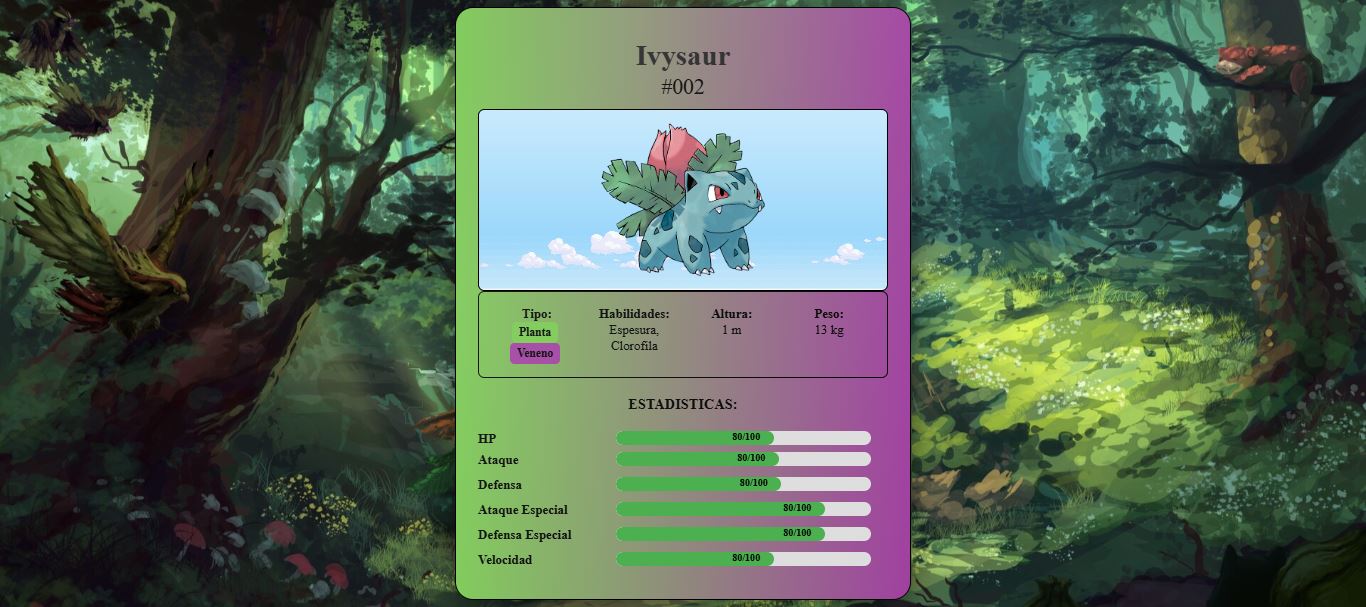 Ivysaur
#002
Tipo: Habilidades: Altura: Peso:
Planta Espesura, 1 m 13 kg
Clorofila
Veneno
ESTADISTICAS:
HP 80/100
Ataque 80/100
Defensa 80/100
Ataque Especial 80/100
Defensa Especial 80/100
Velocidad 80/100